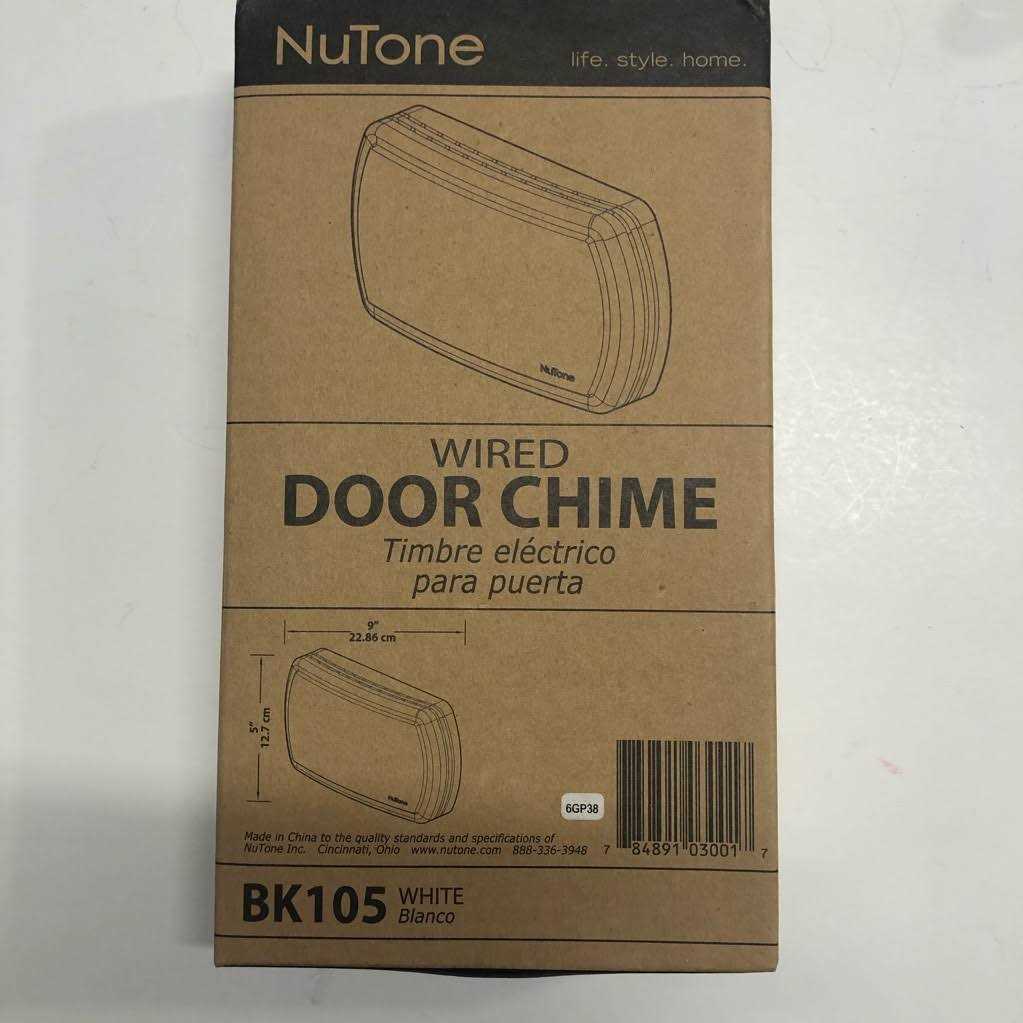 NuTone
life. style. home.
NuTone
WIRED
DOOR CHIME
Timbre eléctrico
para puerta
9"
22.86 cm
5"
12.7 cm
NuTone
6GP38
Made in China to the quality standards and specifications of
NuTone Inc. Cincinnati, Ohio www.nutone.com 888-336-3948
7 84891 03001 7
BK105 WHITE
Blanco